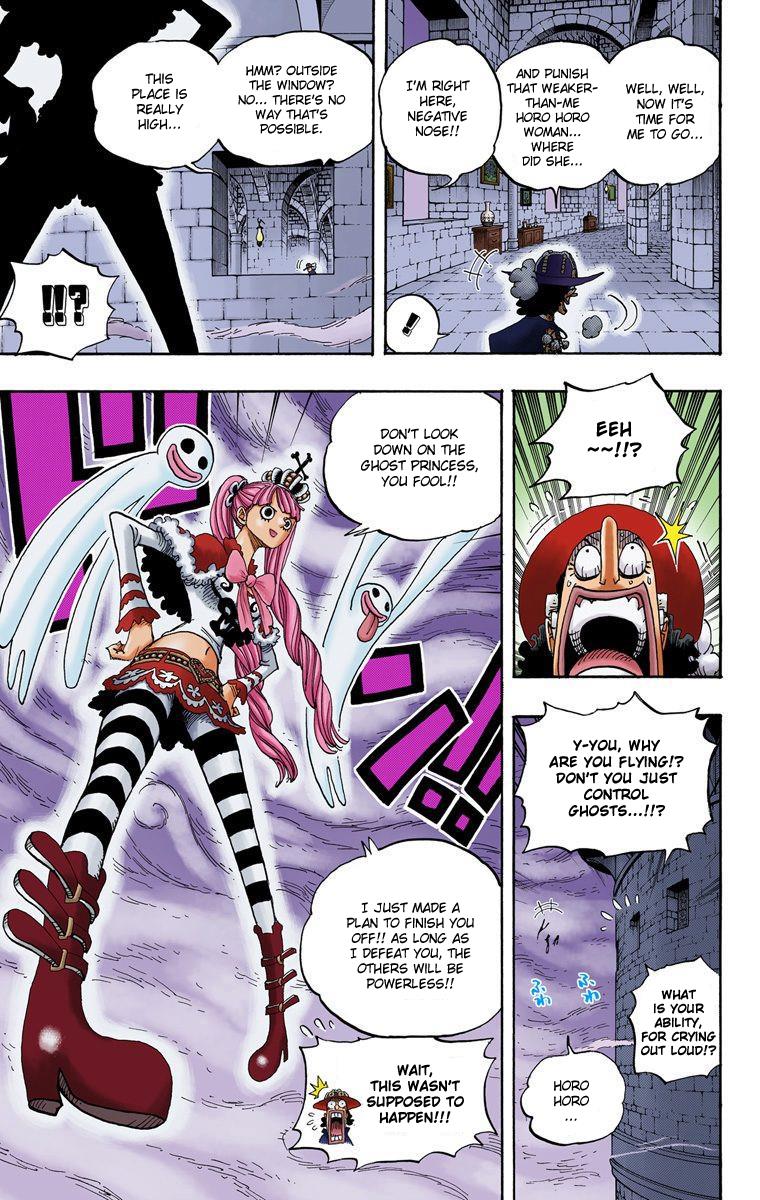 WELL, WELL,
NOW IT'S
TIME FOR
ME TO GO...
AND PUNISH
THAT WEAKER-
THAN-ME
HORO HORO
WOMAN...
WHERE
DID SHE...
I'M RIGHT
HERE,
NEGATIVE
NOSE!!
!
HMM? OUTSIDE
THE WINDOW?
NO... THERE'S NO
WAY THAT'S
POSSIBLE.
THIS
PLACE IS
REALLY
HIGH...
!!?
EEH
~~!!?
DON'T LOOK
DOWN ON THE
GHOST PRINCESS,
YOU FOOL!!
Y-YOU, WHY
ARE YOU FLYING!?
DON'T YOU JUST
CONTROL
GHOSTS...!!?
WHAT
IS YOUR
ABILITY,
FOR CRYING
OUT LOUD!?
ふわ
ふわ
HORO
HORO
...
I JUST MADE A
PLAN TO FINISH YOU
OFF!! AS LONG AS
I DEFEAT YOU, THE
OTHERS WILL BE
POWERLESS!!
WAIT,
THIS WASN'T
SUPPOSED TO
HAPPEN!!!